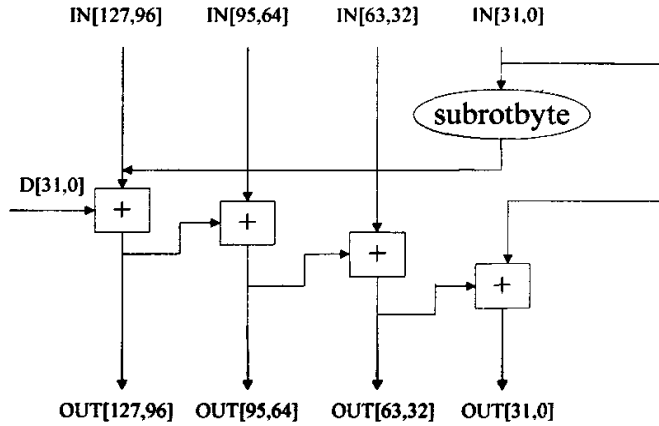 IN[127,96] IN[95,64] IN[63,32] IN[31,0]
subrotbyte
D[31,0]
+
+
+
+
OUT[127,96] OUT[95,64] OUT[63,32] OUT[31,0]